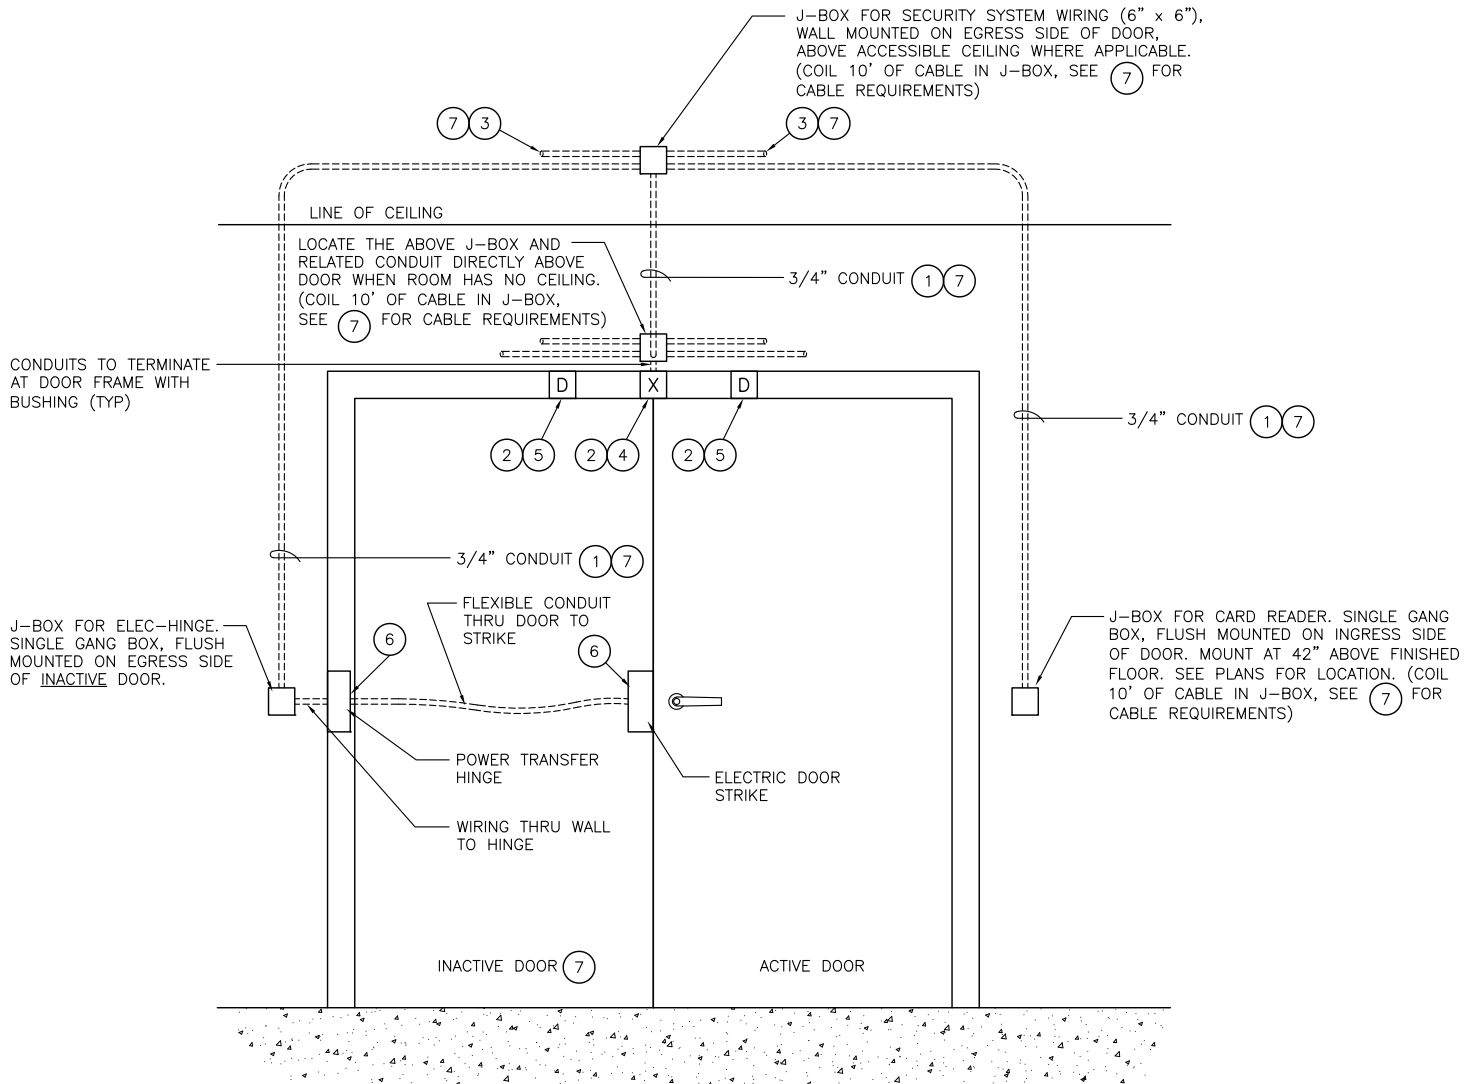 J-BOX FOR SECURITY SYSTEM WIRING (6" x 6"),
WALL MOUNTED ON EGRESS SIDE OF DOOR,
ABOVE ACCESSIBLE CEILING WHERE APPLICABLE.
(COIL 10' OF CABLE IN J-BOX, SEE 7 FOR
CABLE REQUIREMENTS)
7 3
3 7
LINE OF CEILING
LOCATE THE ABOVE J-BOX AND
RELATED CONDUIT DIRECTLY ABOVE
DOOR WHEN ROOM HAS NO CEILING.
(COIL 10' OF CABLE IN J-BOX,
SEE 7 FOR CABLE REQUIREMENTS)
3/4" CONDUIT 1 7
CONDUITS TO TERMINATE
AT DOOR FRAME WITH
BUSHING (TYP)
D
X
D
3/4" CONDUIT 1 7
2 5
2 4
2 5
3/4" CONDUIT 1 7
FLEXIBLE CONDUIT
THRU DOOR TO
STRIKE
J-BOX FOR ELEC-HINGE.
SINGLE GANG BOX, FLUSH
MOUNTED ON EGRESS SIDE
OF INACTIVE DOOR.
6
6
J-BOX FOR CARD READER. SINGLE GANG
BOX, FLUSH MOUNTED ON INGRESS SIDE
OF DOOR. MOUNT AT 42" ABOVE FINISHED
FLOOR. SEE PLANS FOR LOCATION. (COIL
10' OF CABLE IN J-BOX, SEE 7 FOR
CABLE REQUIREMENTS)
POWER TRANSFER
HINGE
ELECTRIC DOOR
STRIKE
WIRING THRU WALL
TO HINGE
INACTIVE DOOR 7
ACTIVE DOOR